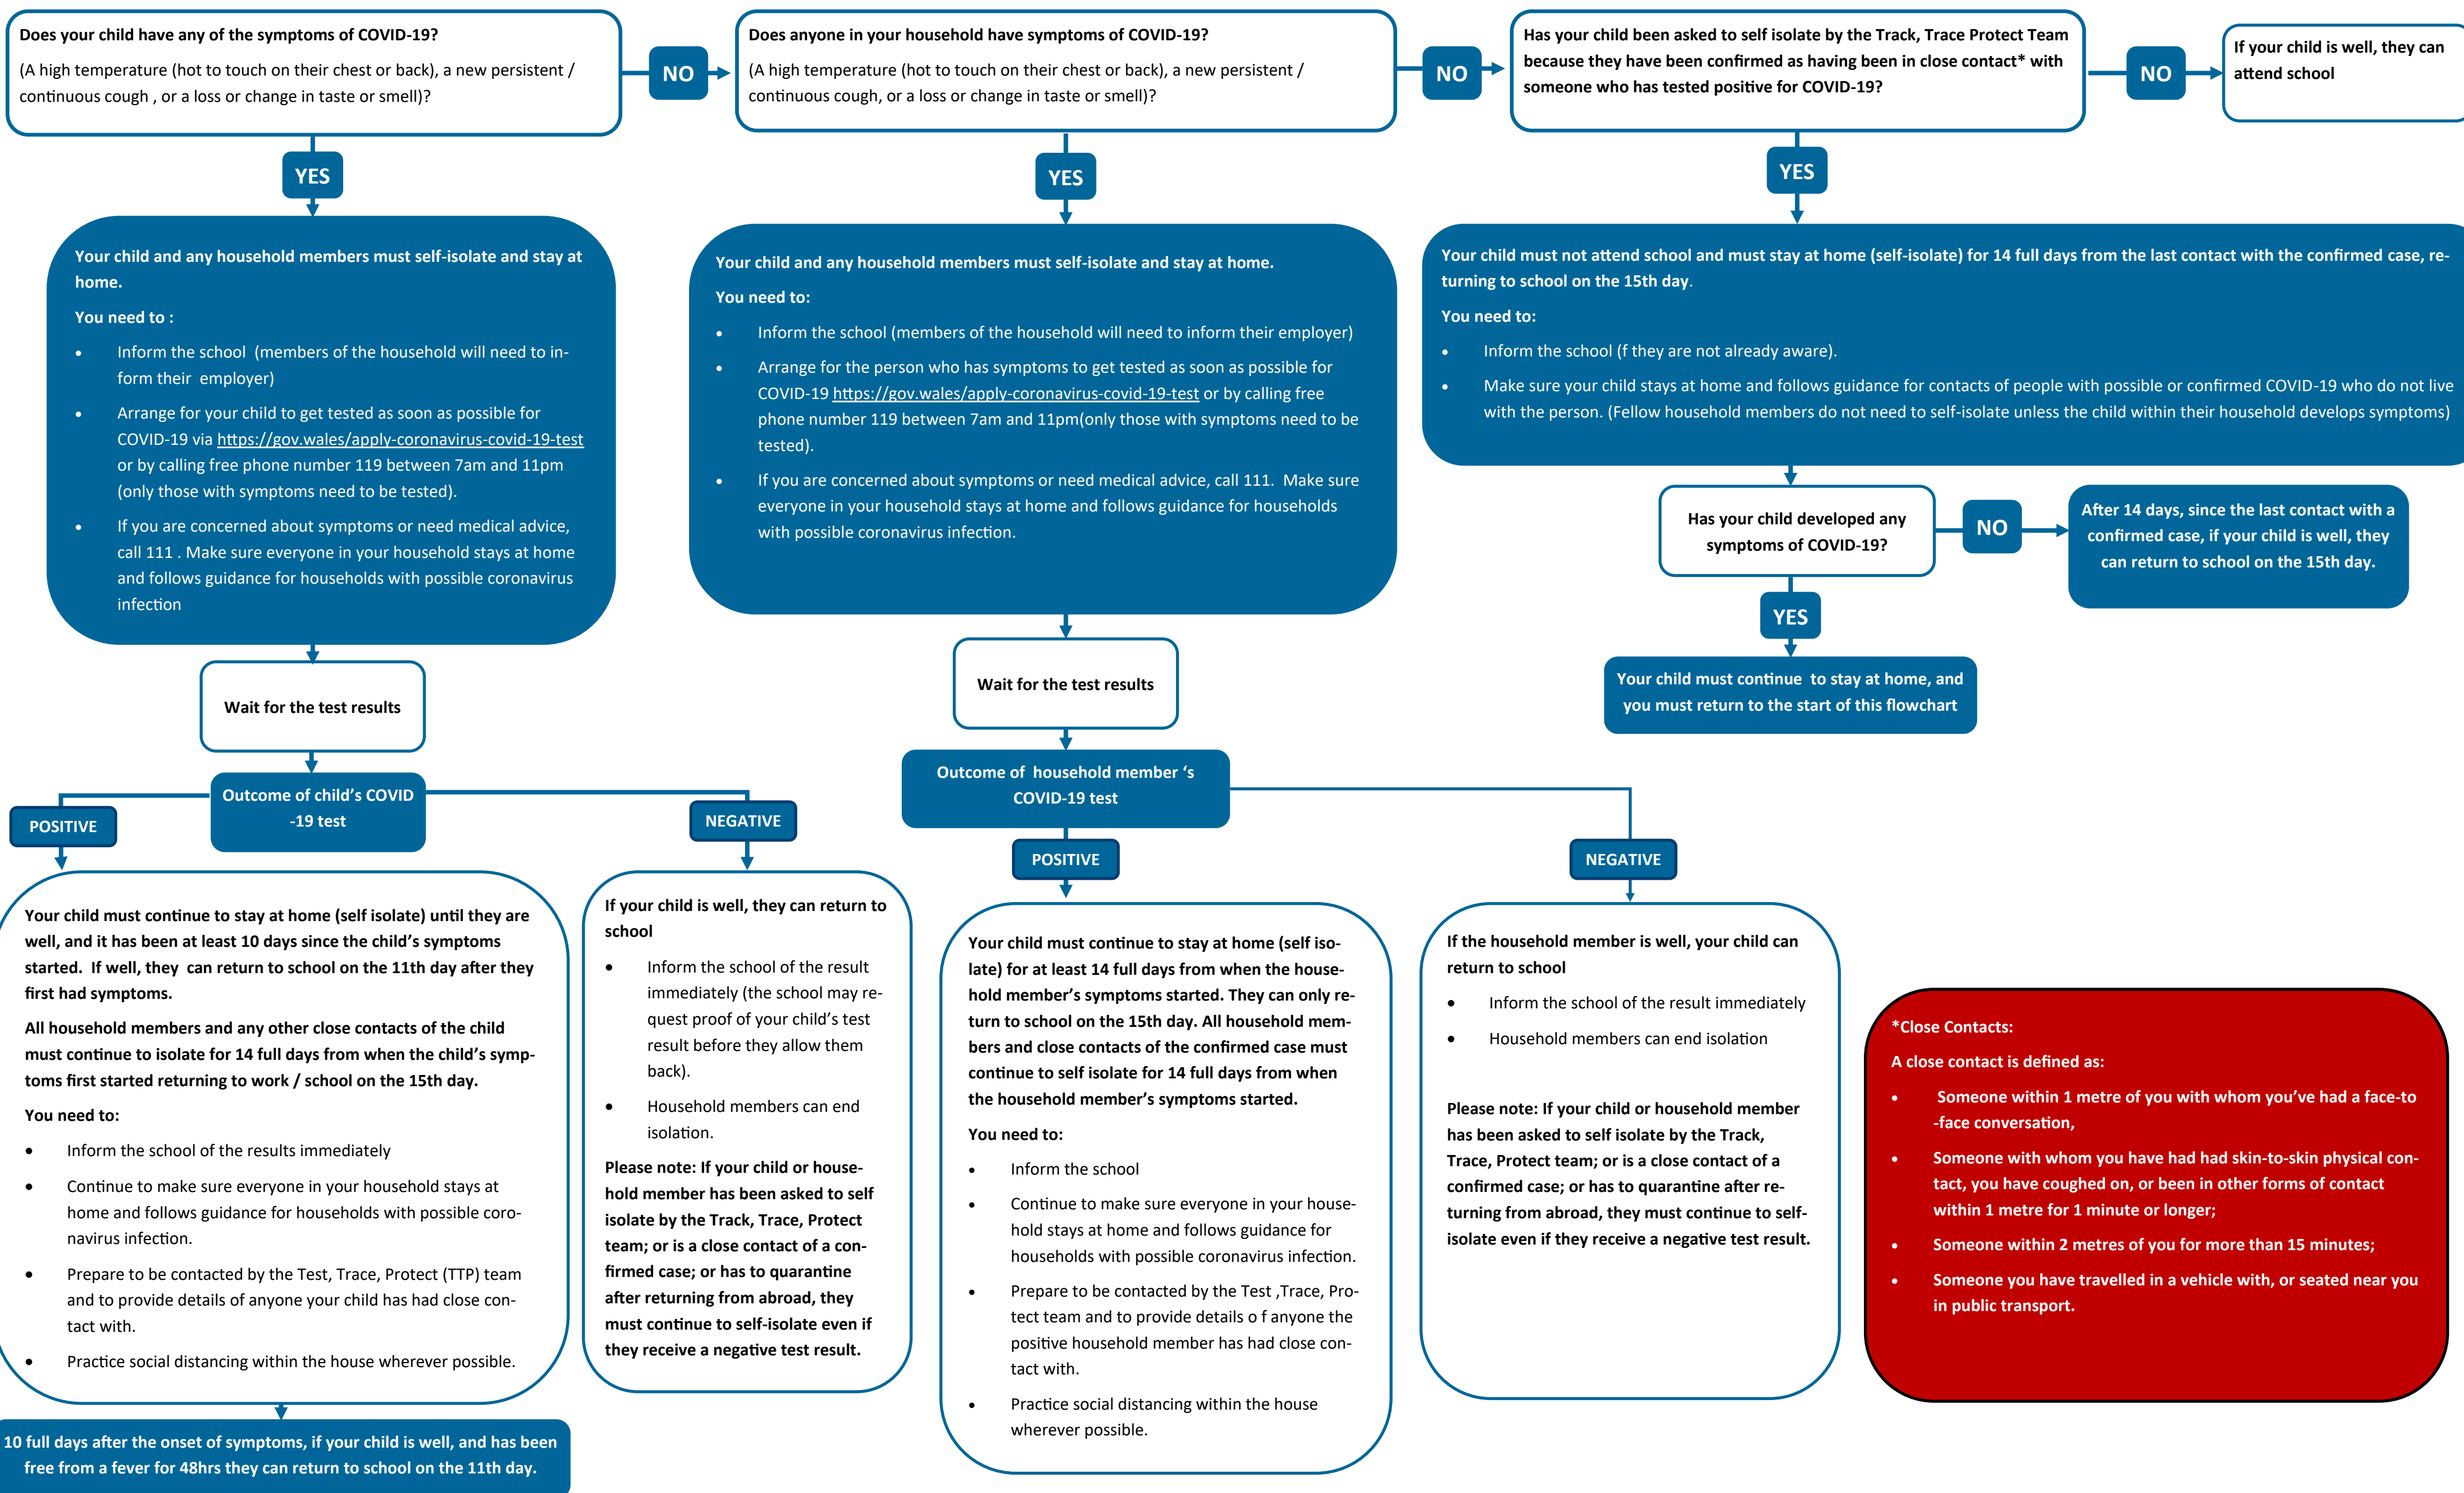 Does your child have any of the symptoms of COVID-19?
(A high temperature (hot to touch on their chest or back), a new persistent /
continuous cough , or a loss or change in taste or smell)?
NO
Does anyone in your household have symptoms of COVID-19?
(A high temperature (hot to touch on their chest or back), a new persistent /
continuous cough, or a loss or change in taste or smell)?
NO
Has your child been asked to self isolate by the Track, Trace Protect Team
because they have been confirmed as having been in close contact* with
someone who has tested positive for COVID-19?
NO
If your child is well, they can
attend school
YES
Your child and any household members must self-isolate and stay at
home.
You need to :
• Inform the school (members of the household will need to in-
form their employer)
• Arrange for your child to get tested as soon as possible for
COVID-19 via https://gov.wales/apply-coronavirus-covid-19-test
or by calling free phone number 119 between 7am and 11pm
(only those with symptoms need to be tested).
• If you are concerned about symptoms or need medical advice,
call 111 . Make sure everyone in your household stays at home
and follows guidance for households with possible coronavirus
infection
Wait for the test results
Outcome of child's COVID
-19 test
POSITIVE
Your child must continue to stay at home (self isolate) until they are
well, and it has been at least 10 days since the child's symptoms
started. If well, they can return to school on the 11th day after they
first had symptoms.
All household members and any other close contacts of the child
must continue to isolate for 14 full days from when the child's symp-
toms first started returning to work / school on the 15th day.
You need to:
• Inform the school of the results immediately
• Continue to make sure everyone in your household stays at
home and follows guidance for households with possible coro-
navirus infection.
• Prepare to be contacted by the Test, Trace, Protect (TTP) team
and to provide details of anyone your child has had close con-
tact with.
• Practice social distancing within the house wherever possible.
10 full days after the onset of symptoms, if your child is well, and has been
free from a fever for 48hrs they can return to school on the 11th day.
NEGATIVE
If your child is well, they can return to
school
• Inform the school of the result
immediately (the school may re-
quest proof of your child's test
result before they allow them
back).
• Household members can end
isolation.
Please note: If your child or house-
hold member has been asked to self
isolate by the Track, Trace, Protect
team; or is a close contact of a con-
firmed case; or has to quarantine
after returning from abroad, they
must continue to self-isolate even if
they receive a negative test result.
YES
Your child and any household members must self-isolate and stay at home.
You need to:
• Inform the school (members of the household will need to inform their employer)
• Arrange for the person who has symptoms to get tested as soon as possible for
COVID-19 https://gov.wales/apply-coronavirus-covid-19-test or by calling free
phone number 119 between 7am and 11pm(only those with symptoms need to be
tested).
• If you are concerned about symptoms or need medical advice, call 111. Make sure
everyone in your household stays at home and follows guidance for households
with possible coronavirus infection.
Wait for the test results
Outcome of household member 's
COVID-19 test
POSITIVE
Your child must continue to stay at home (self iso-
late) for at least 14 full days from when the house-
hold member's symptoms started. They can only re-
turn to school on the 15th day. All household mem-
bers and close contacts of the confirmed case must
continue to self isolate for 14 full days from when
the household member's symptoms started.
You need to:
• Inform the school
• Continue to make sure everyone in your house-
hold stays at home and follows guidance for
households with possible coronavirus infection.
• Prepare to be contacted by the Test ,Trace, Pro-
tect team and to provide details o f anyone the
positive household member has had close con-
tact with.
• Practice social distancing within the house
wherever possible.
NEGATIVE
If the household member is well, your child can
return to school
• Inform the school of the result immediately
• Household members can end isolation
Please note: If your child or household member
has been asked to self isolate by the Track,
Trace, Protect team; or is a close contact of a
confirmed case; or has to quarantine after re-
turning from abroad, they must continue to self-
isolate even if they receive a negative test result.
YES
Your child must not attend school and must stay at home (self-isolate) for 14 full days from the last contact with the confirmed case, re-
turning to school on the 15th day.
You need to:
• Inform the school (f they are not already aware).
• Make sure your child stays at home and follows guidance for contacts of people with possible or confirmed COVID-19 who do not live
with the person. (Fellow household members do not need to self-isolate unless the child within their household develops symptoms)
Has your child developed any
symptoms of COVID-19?
NO
After 14 days, since the last contact with a
confirmed case, if your child is well, they
can return to school on the 15th day.
YES
Your child must continue to stay at home, and
you must return to the start of this flowchart
*Close Contacts:
A close contact is defined as:
• Someone within 1 metre of you with whom you've had a face-to
-face conversation,
• Someone with whom you have had had skin-to-skin physical con-
tact, you have coughed on, or been in other forms of contact
within 1 metre for 1 minute or longer;
• Someone within 2 metres of you for more than 15 minutes;
• Someone you have travelled in a vehicle with, or seated near you
in public transport.